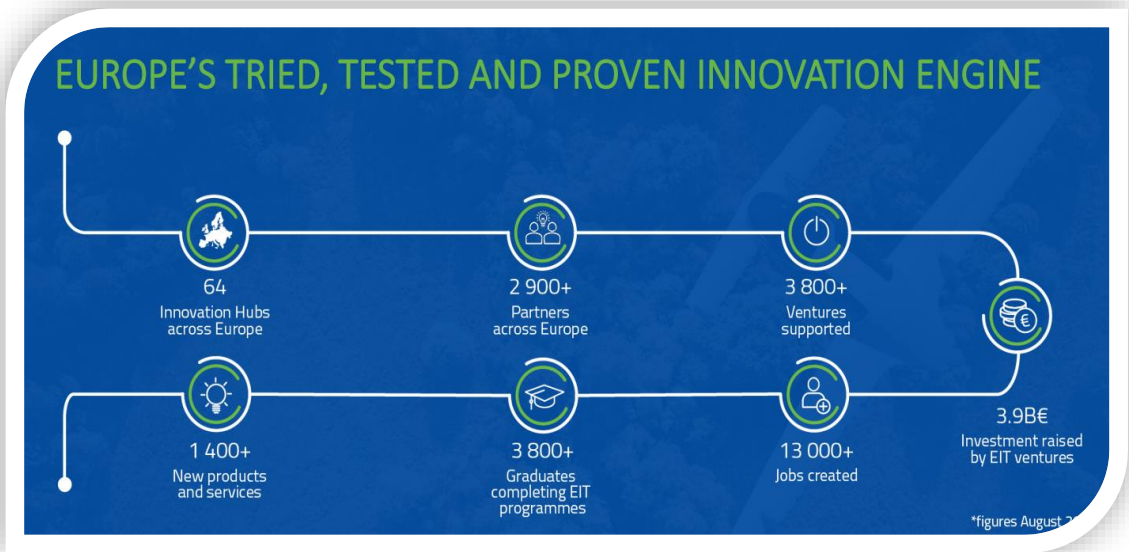 EUROPE'S TRIED, TESTED AND PROVEN INNOVATION ENGINE
64
Innovation Hubs
across Europe
2 900+
Partners
across Europe
3 800+
Ventures
supported
3.9B€
Investment raised
by EIT ventures
13 000+
Jobs created
3 800+
Graduates
completing EIT
programmes
1 400+
New products
and services
*figures August